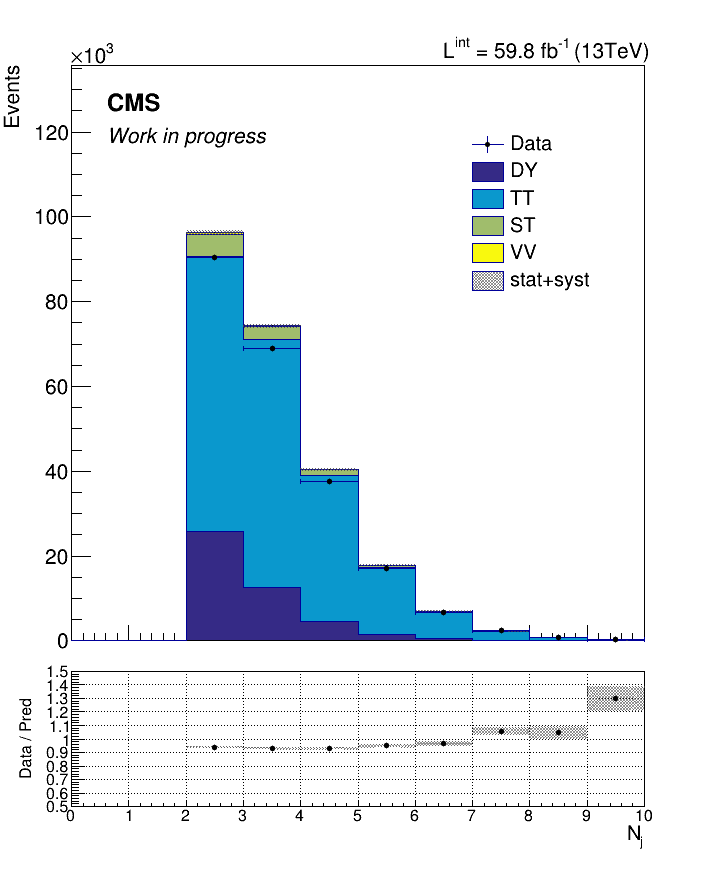 ×10³
L^int = 59.8 fb⁻¹ (13TeV)
Events
CMS
Work in progress
Data
DY
TT
ST
VV
stat+syst
120
100
80
60
40
20
0
Data / Pred
1.5
1.4
1.3
1.2
1.1
1
0.9
0.8
0.7
0.6
0.5
0 1 2 3 4 5 6 7 8 9 10
N_j